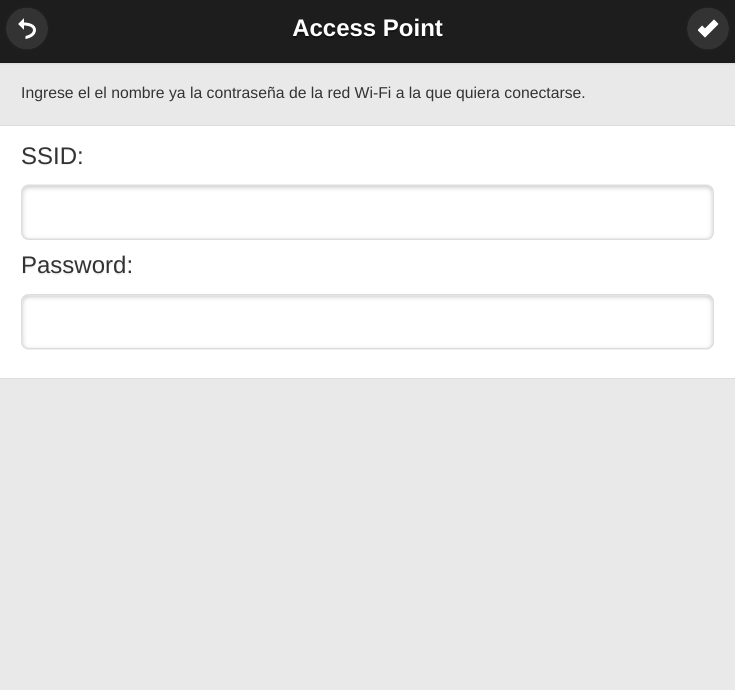 Access Point
Ingrese el el nombre ya la contraseña de la red Wi-Fi a la que quiera conectarse.
SSID:
Password: